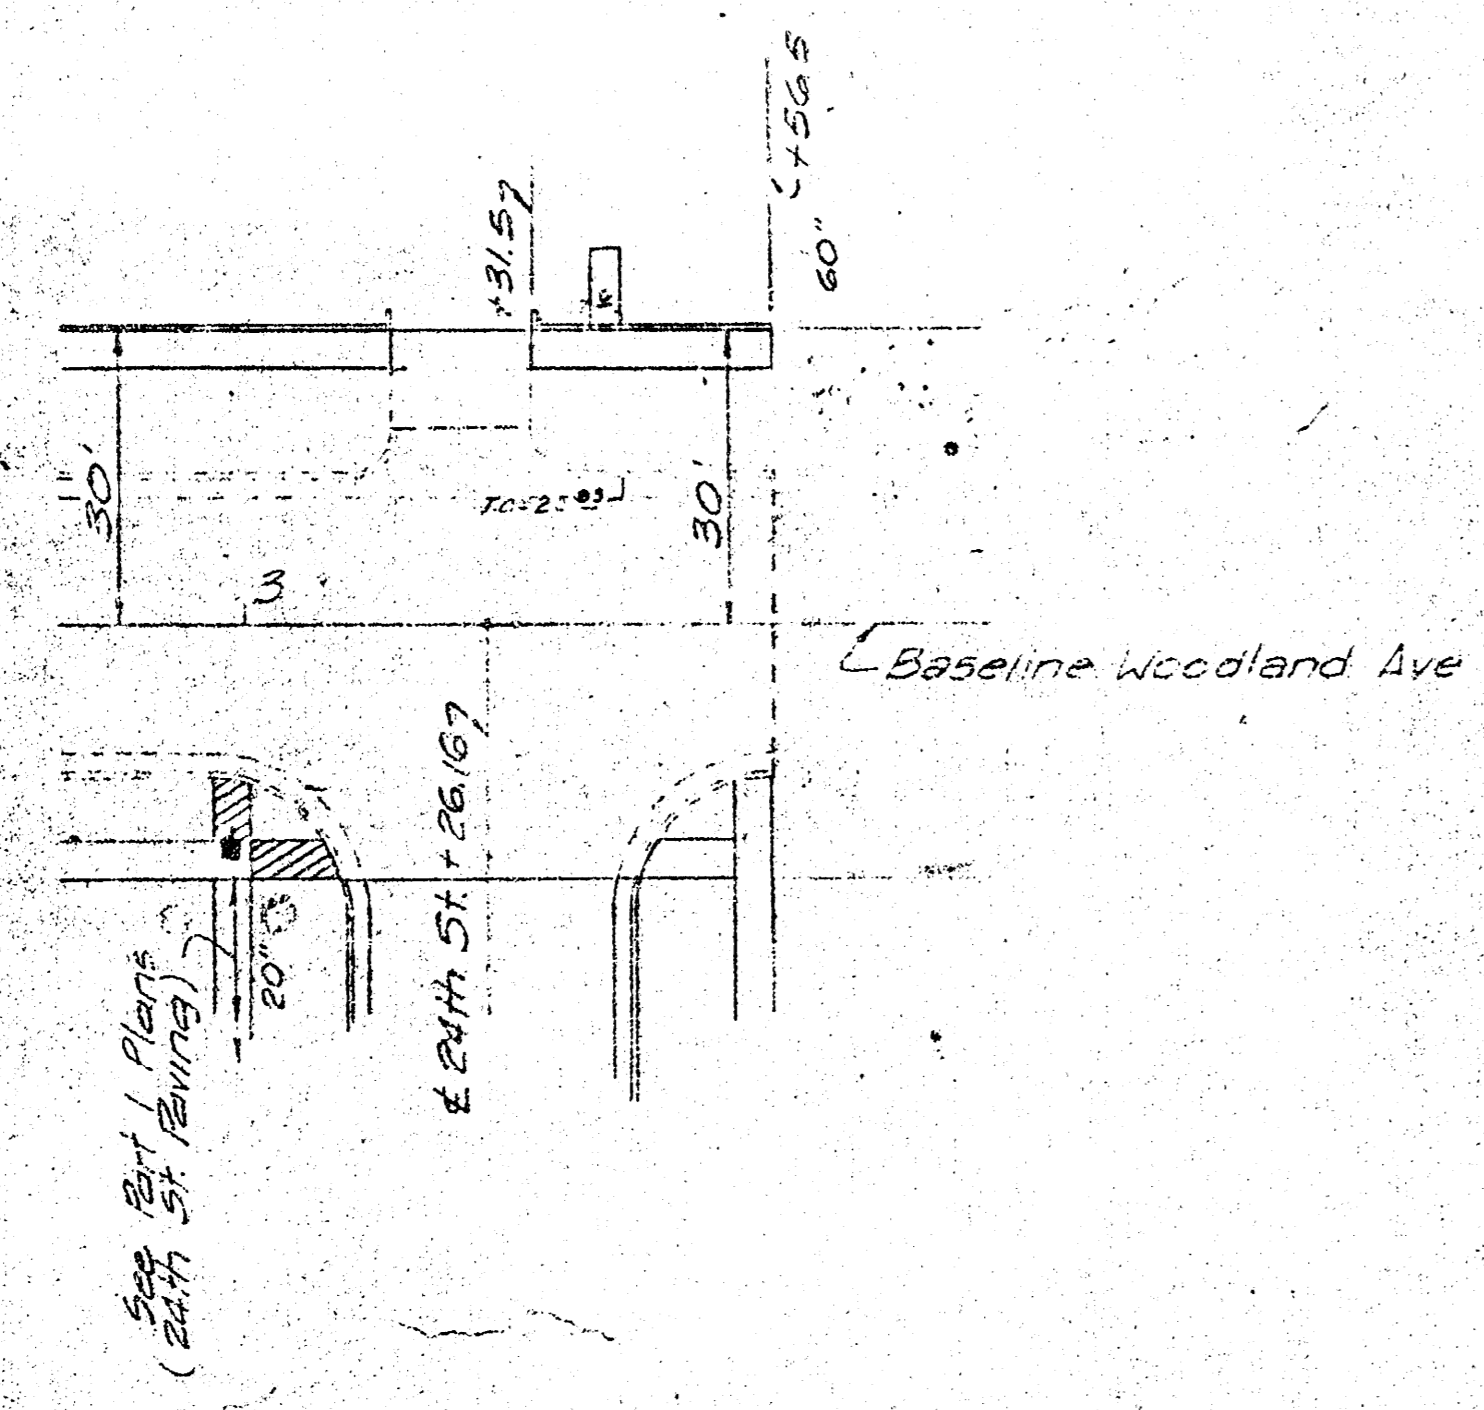 +56.5
60"
+31.57
K
30'
30'
3
Baseline Woodland Ave
℄ 24th St. + 26.167
20"
See Part 1 Plans
(24th St. Paving)